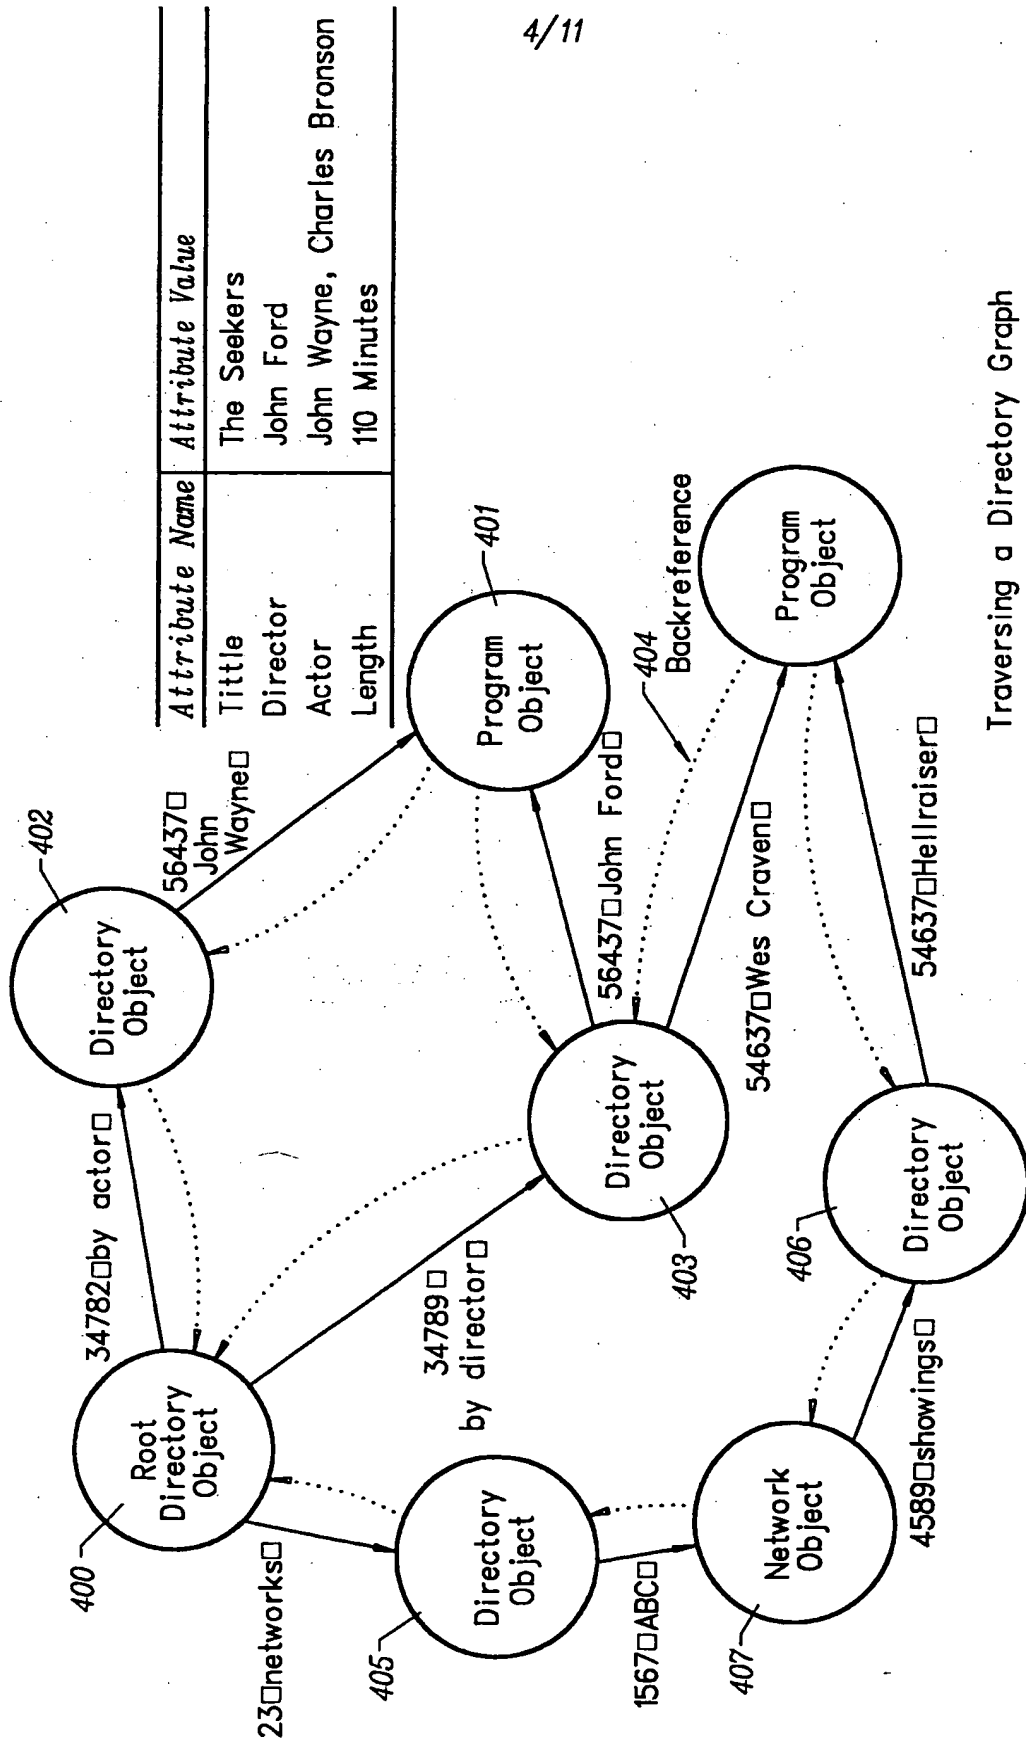 4/11
Attribute Name Attribute Value
Tittle The Seekers
Director John Ford
Actor John Wayne, Charles Bronson
Length 110 Minutes
402
Directory
Object
56437□
John
Wayne□
34782□by actor□
400
Root
Directory
Object
401
Program
Object
56437□John Ford□
34789□
by director□
Directory
Object
403
404
Backreference
54637□Wes Craven□
Program
Object
23□networks□
405
Directory
Object
1567□ABC□
407
Network
Object
4589□showings□
406
Directory
Object
54637□Hellraiser□
Traversing a Directory Graph